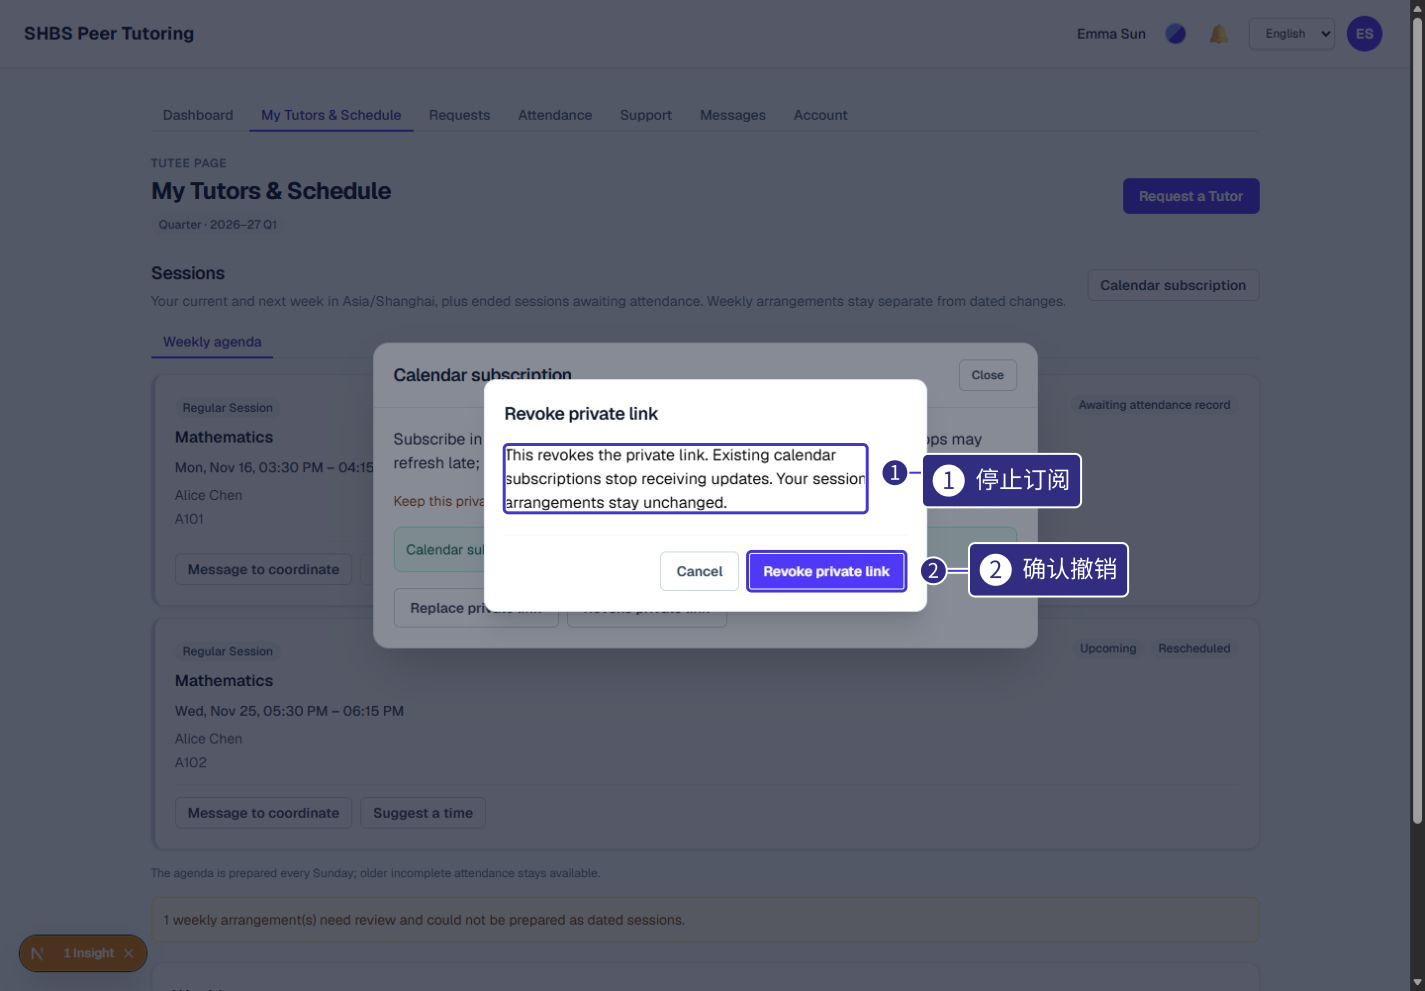 SHBS Peer Tutoring
Emma Sun
English
ES
Dashboard
My Tutors & Schedule
Requests
Attendance
Support
Messages
Account
TUTEE PAGE
My Tutors & Schedule
Request a Tutor
Quarter · 2026–27 Q1
Sessions
Calendar subscription
Your current and next week in Asia/Shanghai, plus ended sessions awaiting attendance. Weekly arrangements stay separate from dated changes.
Weekly agenda
Regular Session
Awaiting attendance record
Mathematics
Mon, Nov 16, 03:30 PM – 04:15
Alice Chen
A101
Message to coordinate
Calendar subscription
Close
Subscribe in
may
refresh late;
Keep this
Calendar
Replace
Revoke private link
This revokes the private link. Existing calendar
subscriptions stop receiving updates. Your session
arrangements stay unchanged.
Cancel
Revoke private link
1
1 停止订阅
2
2 确认撤销
Regular Session
Upcoming
Rescheduled
Mathematics
Wed, Nov 25, 05:30 PM – 06:15 PM
Alice Chen
A102
Message to coordinate
Suggest a time
The agenda is prepared every Sunday; older incomplete attendance stays available.
1 weekly arrangement(s) need review and could not be prepared as dated sessions.
N 1 Insight ×